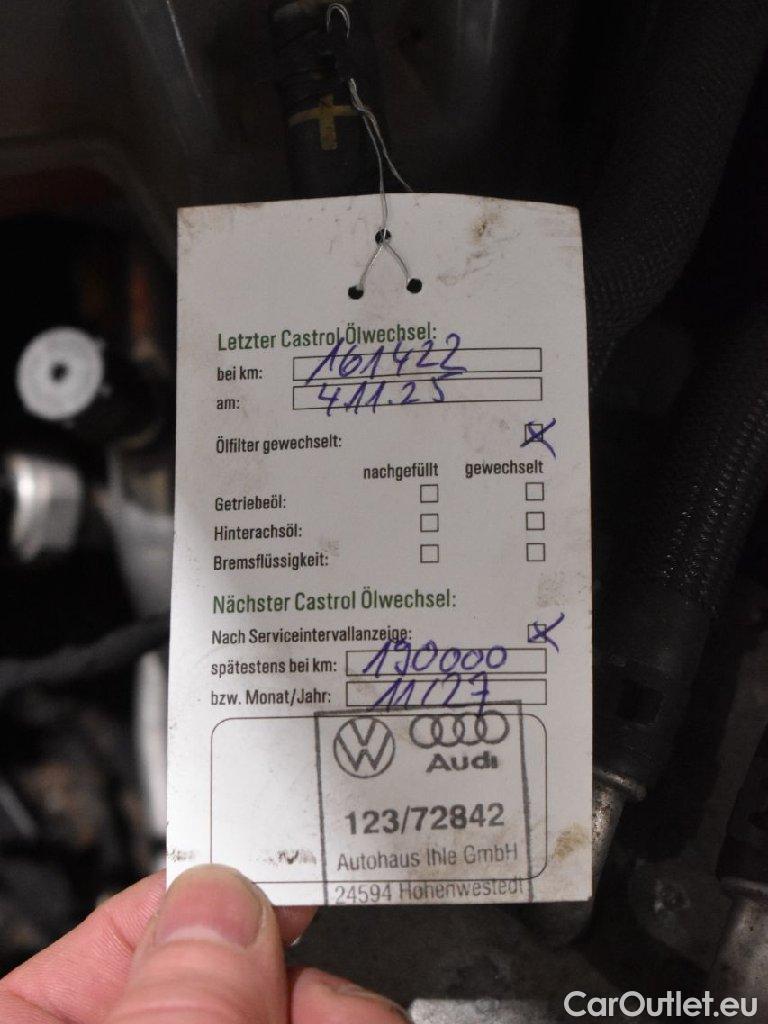 Letzter Castrol Ölwechsel:
bei km: 161422
am: 4 11.25
Ölfilter gewechselt:
nachgefüllt gewechselt
Getriebeöl:
Hinterachsöl:
Bremsflüssigkeit:
Nächster Castrol Ölwechsel:
Nach Serviceintervallanzeige:
spätestens bei km: 190000
bzw. Monat/Jahr: 11/27
Audi
123/72842
Autohaus Ihle GmbH
24594 Hohenwestedt
CarOutlet.eu